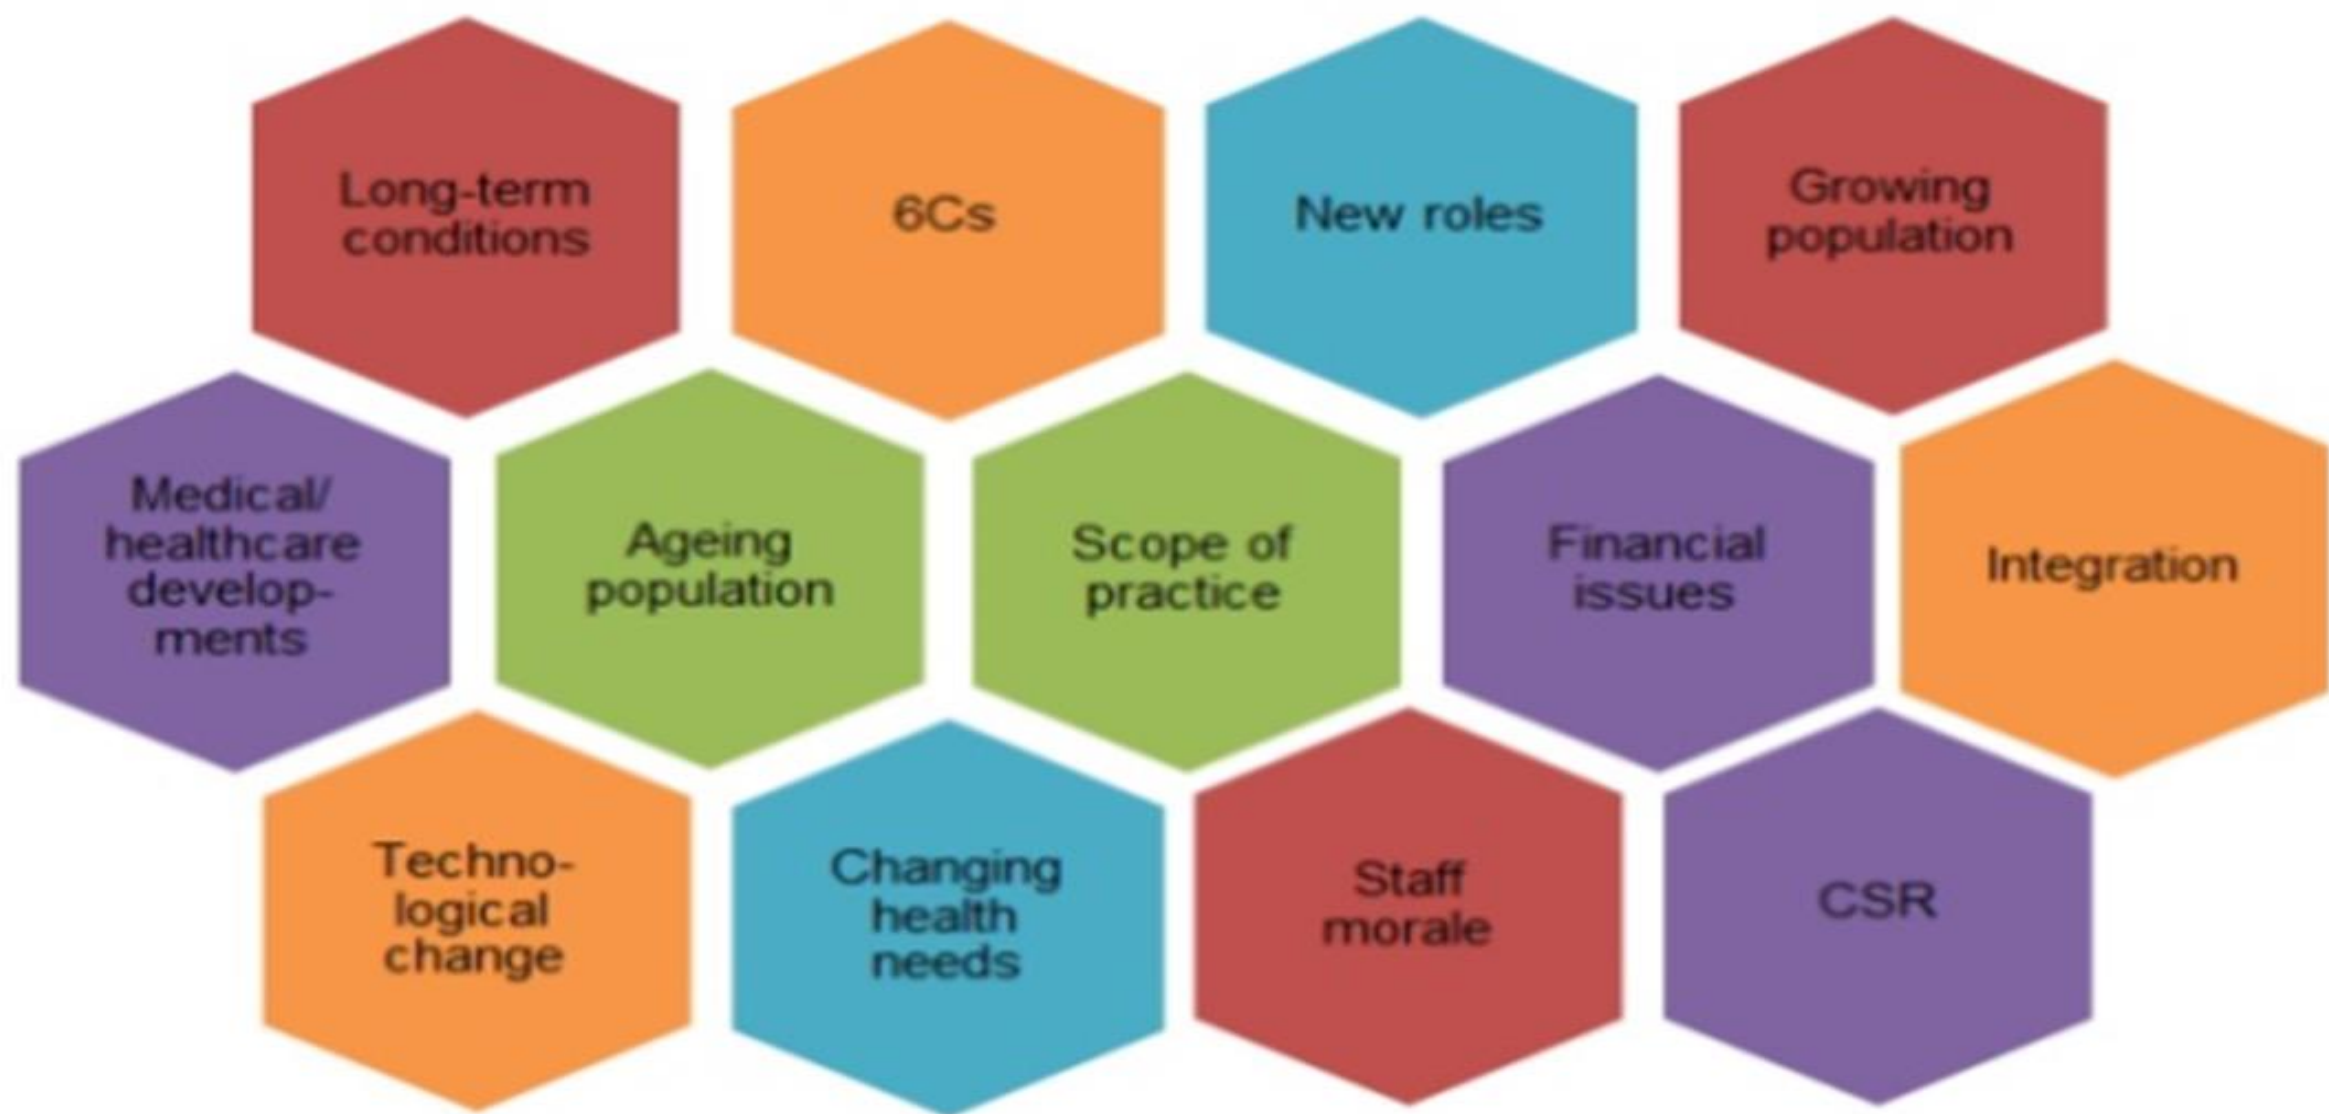 Long-term
conditions
6Cs
New roles
Growing
population
Medical/
healthcare
develop-
ments
Ageing
population
Scope of
practice
Financial
issues
Integration
Techno-
logical
change
Changing
health
needs
Staff
morale
CSR